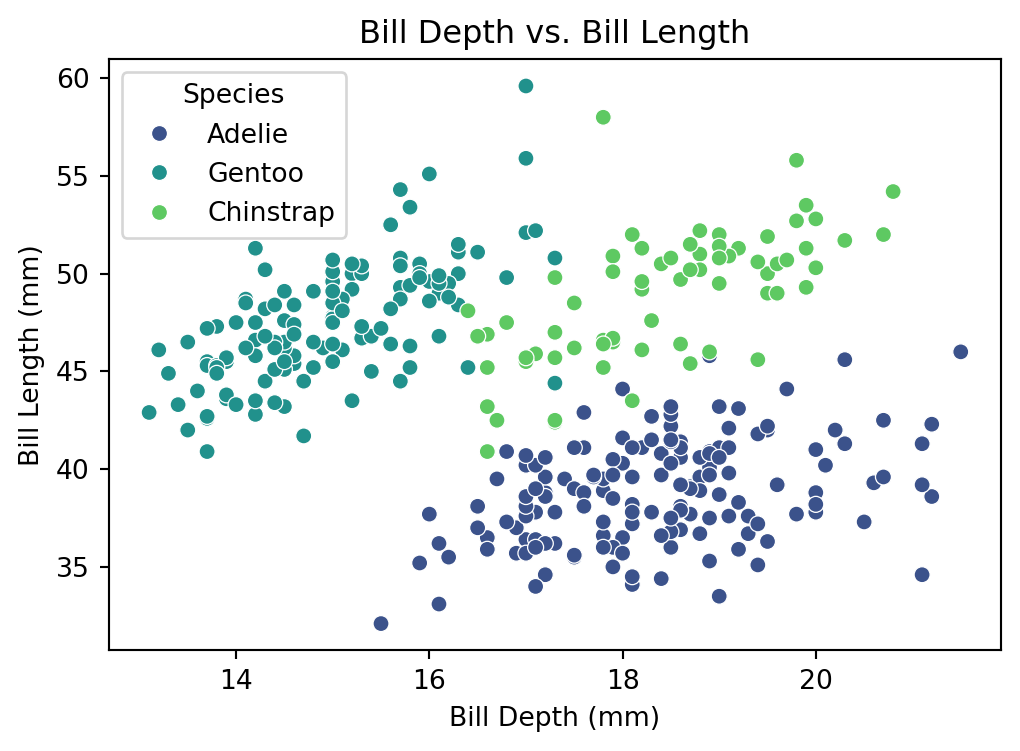 Bill Depth vs. Bill Length
Species
Adelie
Gentoo
Chinstrap
60
55
50
45
40
35
Bill Length (mm)
14 16 18 20
Bill Depth (mm)